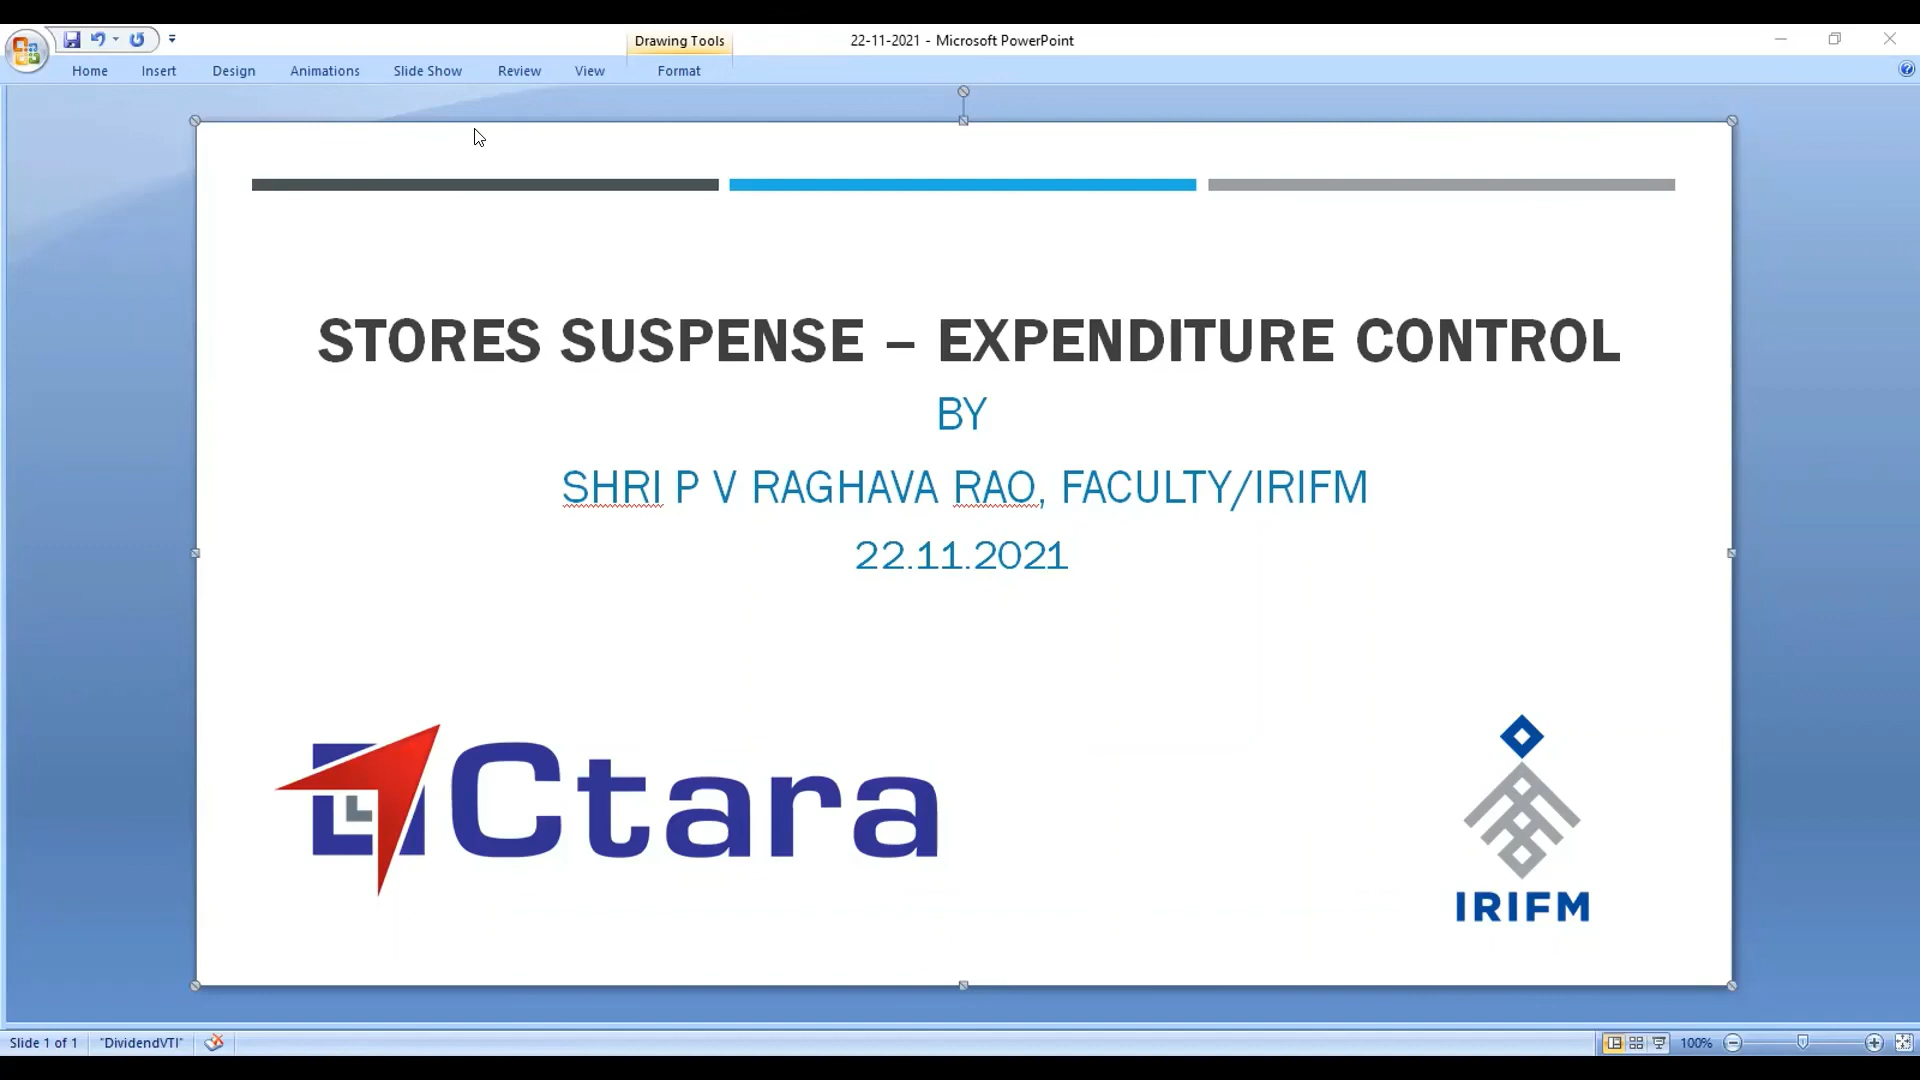 Drawing Tools
22-11-2021 - Microsoft PowerPoint
Home Insert Design Animations Slide Show Review View Format
STORES SUSPENSE – EXPENDITURE CONTROL
BY
SHRI P V RAGHAVA RAO, FACULTY/IRIFM
22.11.2021
Ctara
IRIFM
Slide 1 of 1 "DividendVTI" 100%